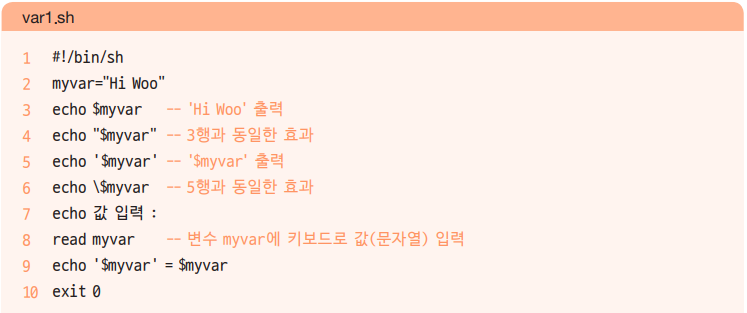 var1.sh
1 #!/bin/sh
2 myvar="Hi Woo"
3 echo $myvar -- 'Hi Woo' 출력
4 echo "$myvar" -- 3행과 동일한 효과
5 echo '$myvar' -- '$myvar' 출력
6 echo \$myvar -- 5행과 동일한 효과
7 echo 값 입력 :
8 read myvar -- 변수 myvar에 키보드로 값(문자열) 입력
9 echo '$myvar' = $myvar
10 exit 0